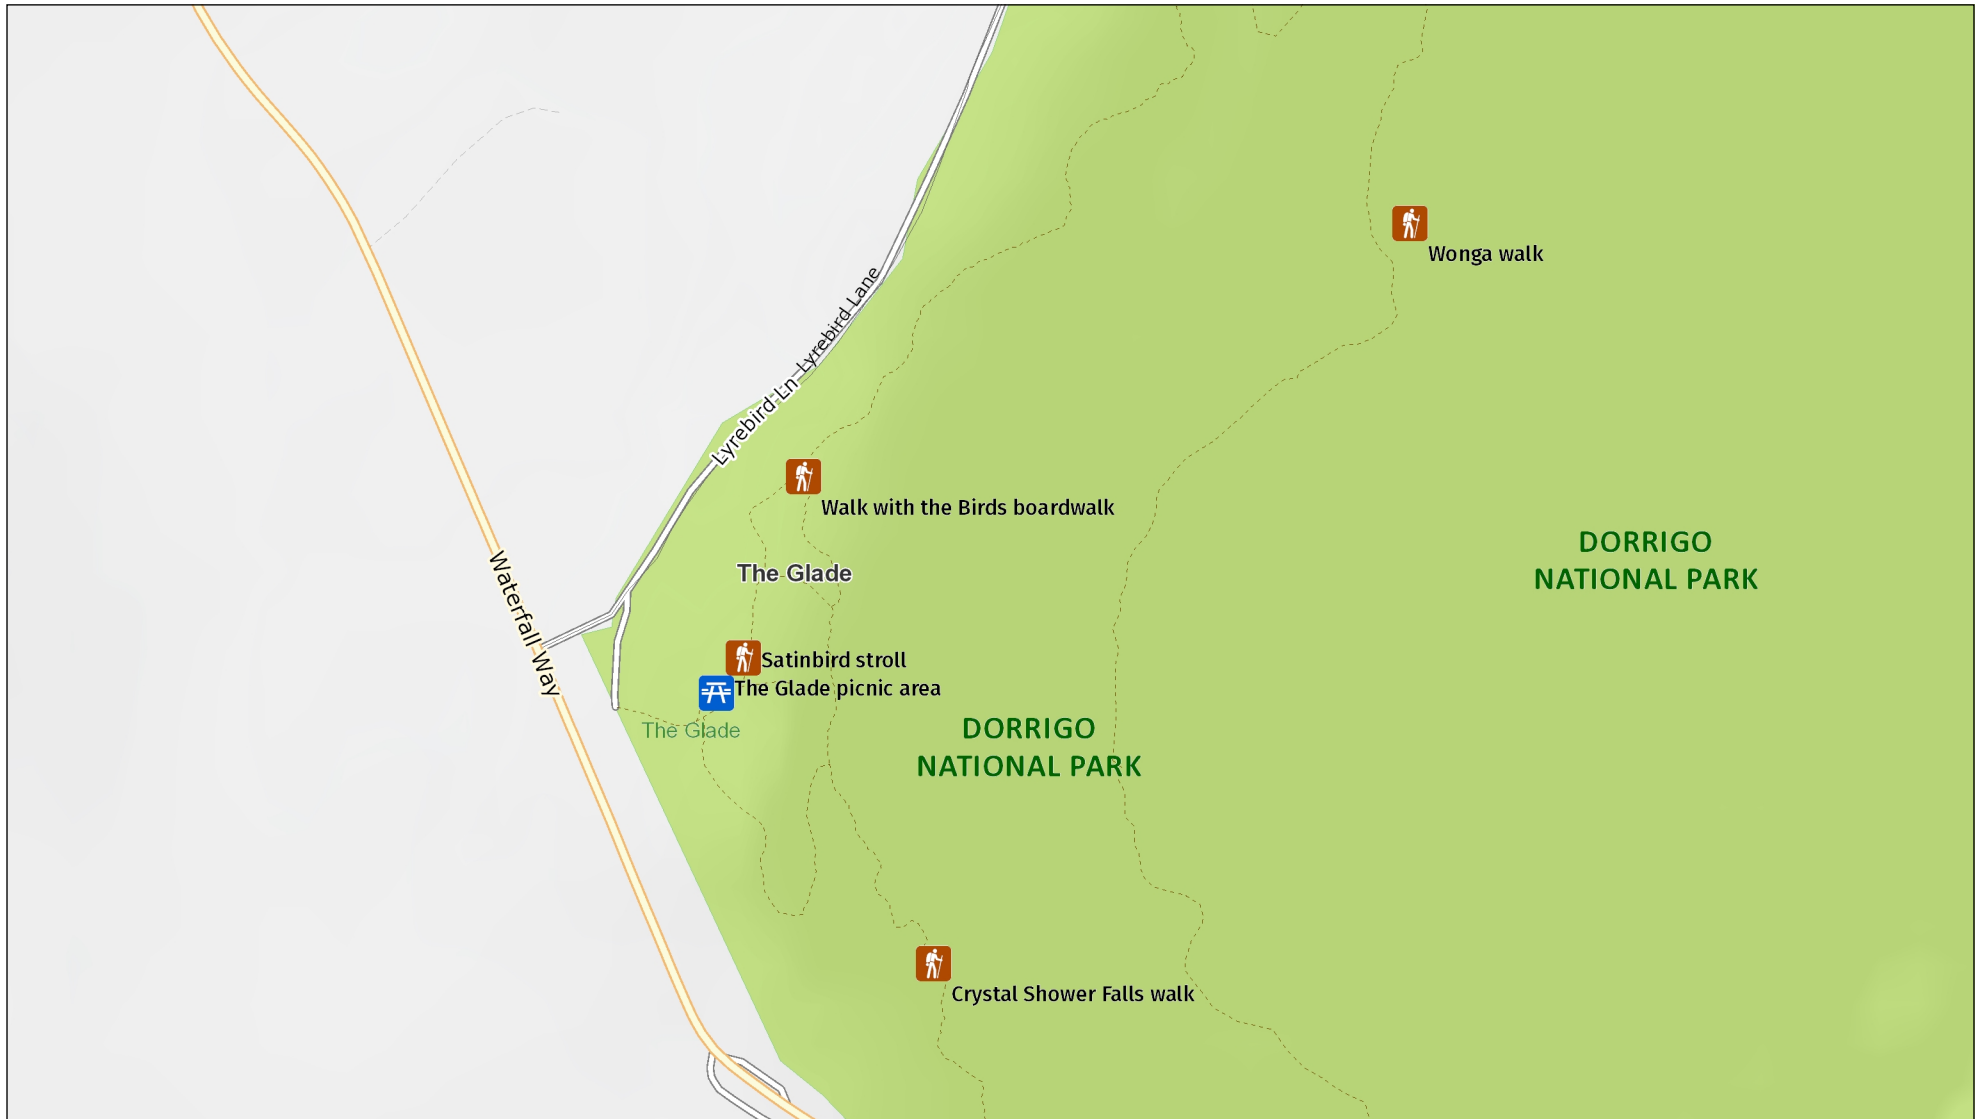 Wonga walk
Lyrebird Lane
Lyrebird Ln
Walk with the Birds boardwalk
DORRIGO
NATIONAL PARK
The Glade
Waterfall Way
Satinbird stroll
The Glade picnic area
The Glade
DORRIGO
NATIONAL PARK
Crystal Shower Falls walk